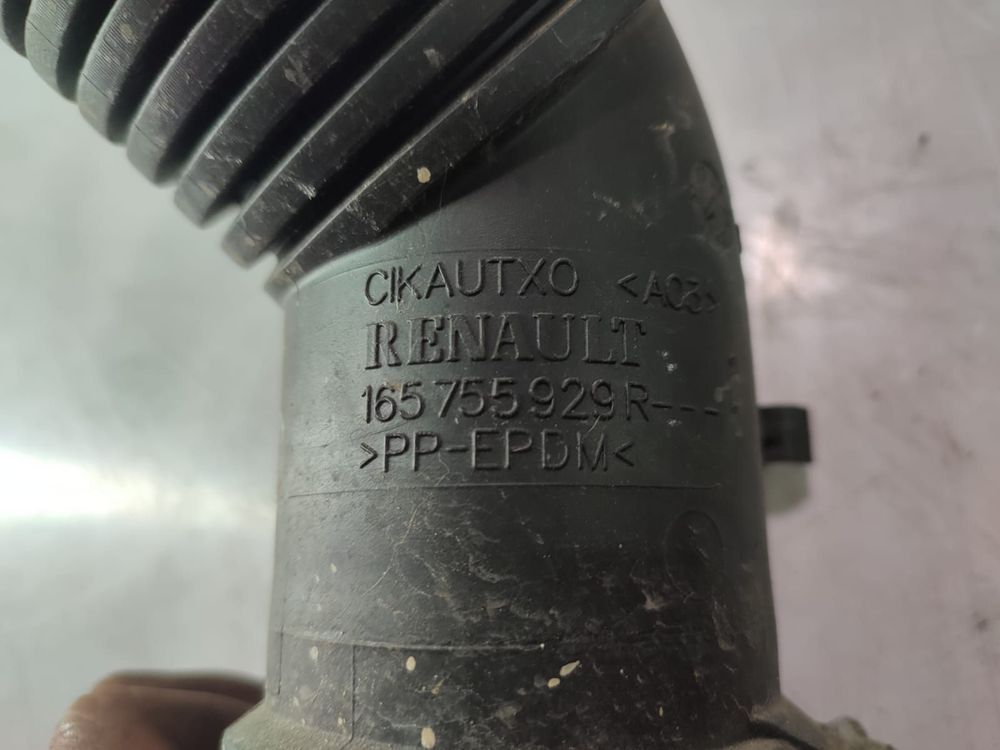 CIKAUTXO <A03>
RENAULT
165 755 929 R----
>PP-EPDM<